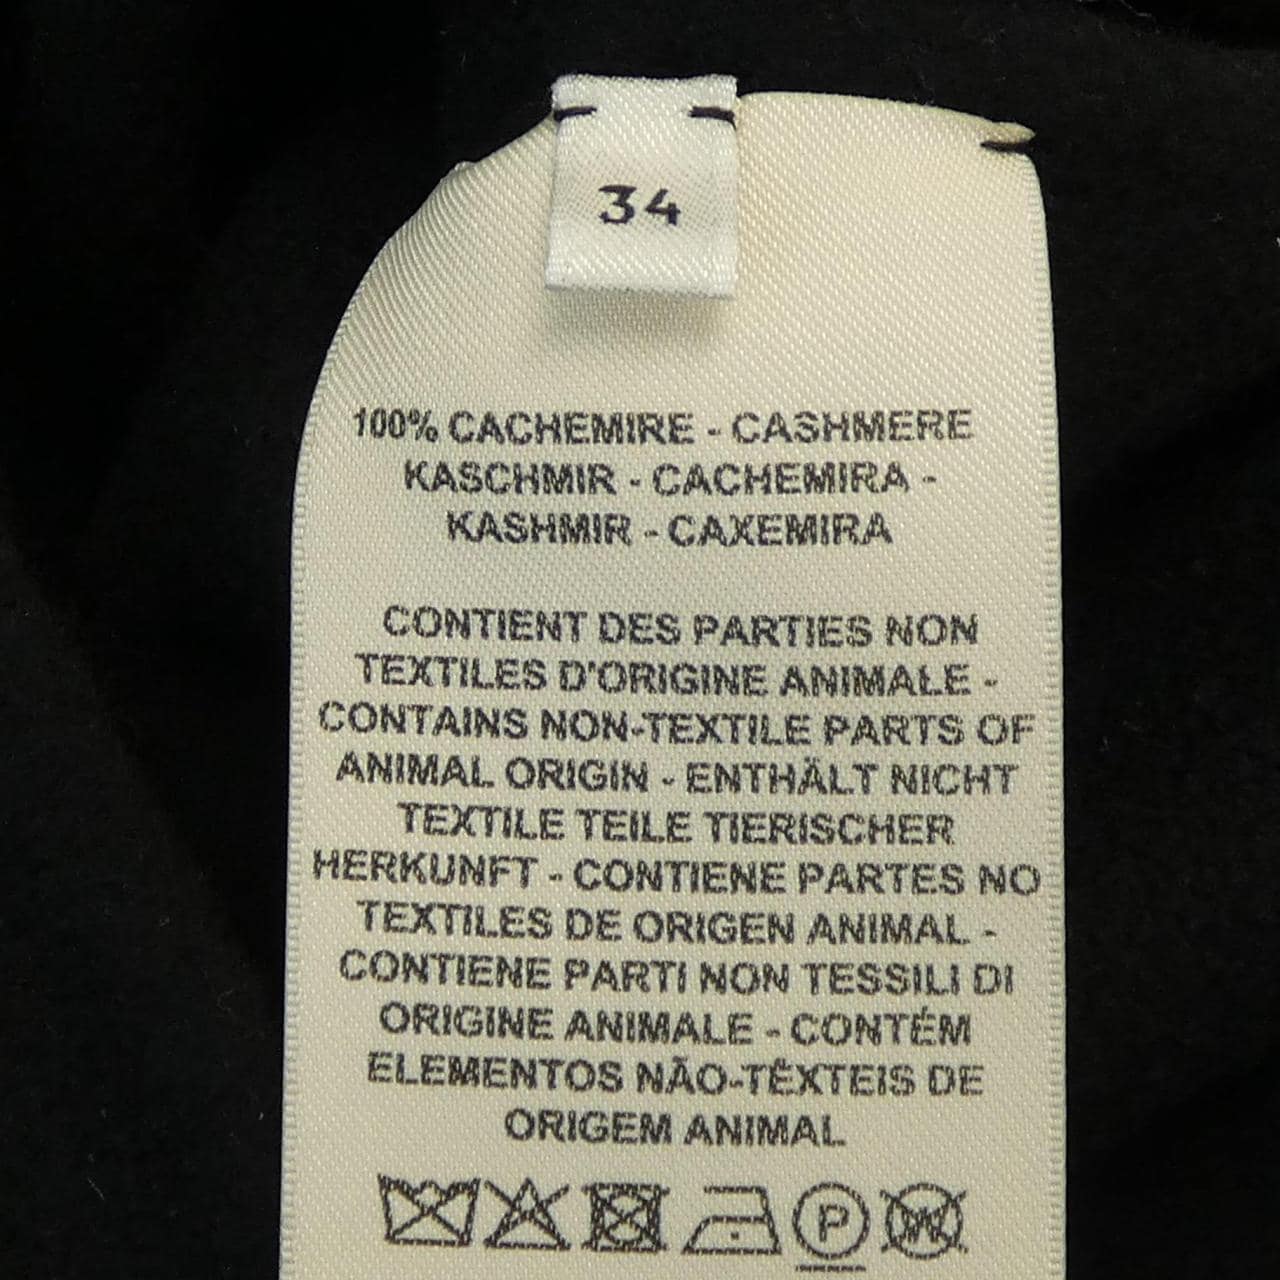 34
100% CACHEMIRE - CASHMERE
KASCHMIR - CACHEMIRA -
KASHMIR - CAXEMIRA
CONTIENT DES PARTIES NON
TEXTILES D'ORIGINE ANIMALE -
CONTAINS NON-TEXTILE PARTS OF
ANIMAL ORIGIN - ENTHÄLT NICHT
TEXTILE TEILE TIERISCHER
HERKUNFT - CONTIENE PARTES NO
TEXTILES DE ORIGEN ANIMAL -
CONTIENE PARTI NON TESSILI DI
ORIGINE ANIMALE - CONTÉM
ELEMENTOS NÃO-TÊXTEIS DE
ORIGEM ANIMAL
P W